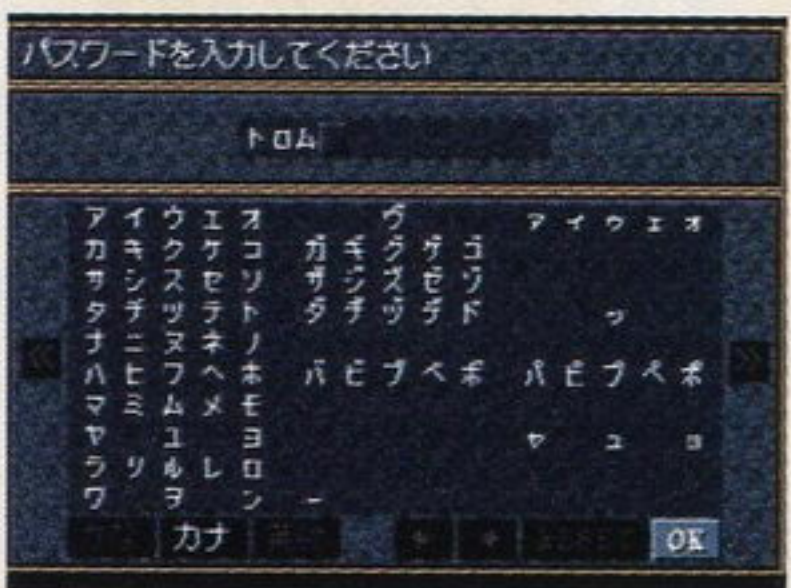 パスワードを入力してください
トロム
アイウエオ ヴ ァィゥェォ
カキクケコ ガギグゲゴ
サシスセソ ザジズゼゾ
タチツテト ダヂヅデド ッ
ナニヌネノ
ハヒフヘホ バビブベボ パピプペポ
マミムメモ
ヤ ユ ヨ ャ ュ ョ
ラリルレロ
ワ ヲ ン ー
カナ OK